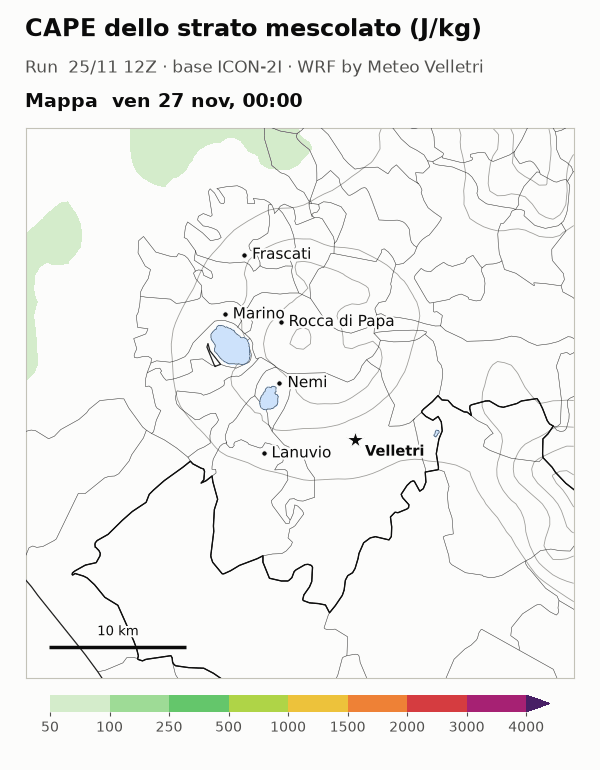 CAPE dello strato mescolato (J/kg)
Run  25/11 12Z · base ICON-2I · WRF by Meteo Velletri
Mappa  ven 27 nov, 00:00
Frascati
Marino
Rocca di Papa
Nemi
Velletri
Lanuvio
10 km
50 100 250 500 1000 1500 2000 3000 4000